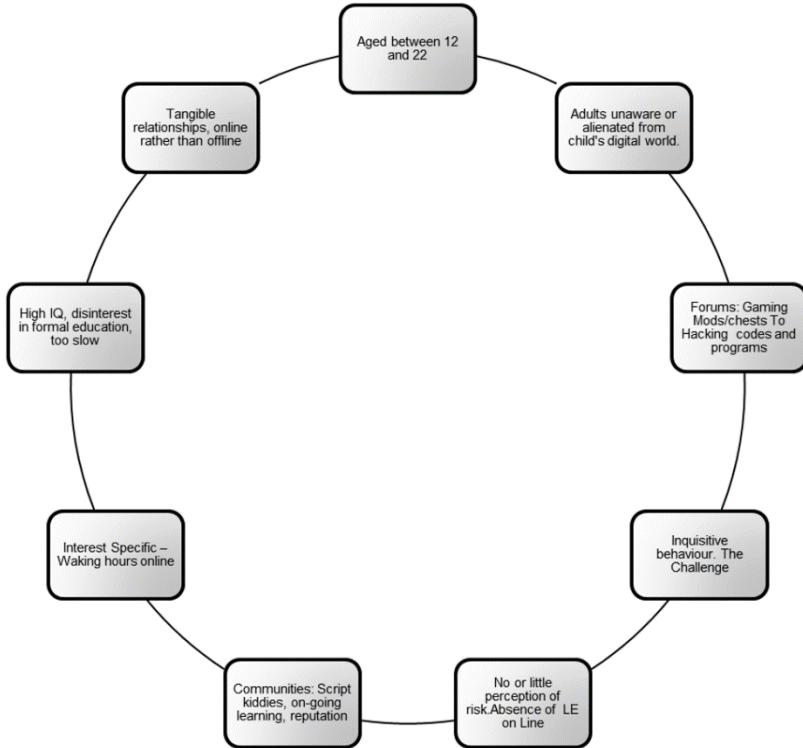 Aged between 12
and 22
Adults unaware or
alienated from
child's digital world.
Forums: Gaming
Mods/chests To
Hacking codes and
programs
Inquisitive
behaviour. The
Challenge
No or little
perception of
risk.Absence of LE
on Line
Communities: Script
kiddies, on-going
learning, reputation
Interest Specific –
Waking hours online
High IQ, disinterest
in formal education,
too slow
Tangible
relationships, online
rather than offline